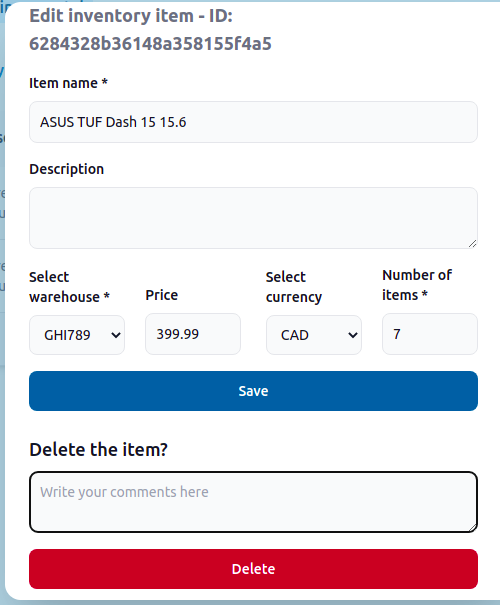 Edit inventory item - ID:
6284328b36148a358155f4a5
Item name *
ASUS TUF Dash 15 15.6
Description
Select warehouse *
Price
Select currency
Number of items *
GHI789
399.99
CAD
7
Save
Delete the item?
Write your comments here
Delete